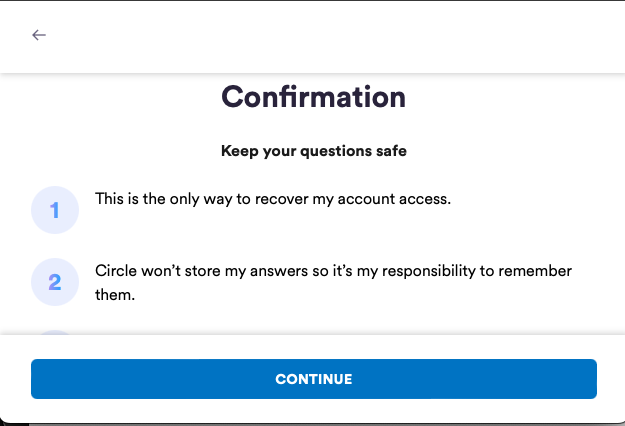 Confirmation
Keep your questions safe
1
This is the only way to recover my account access.
2
Circle won’t store my answers so it’s my responsibility to remember
them.
CONTINUE